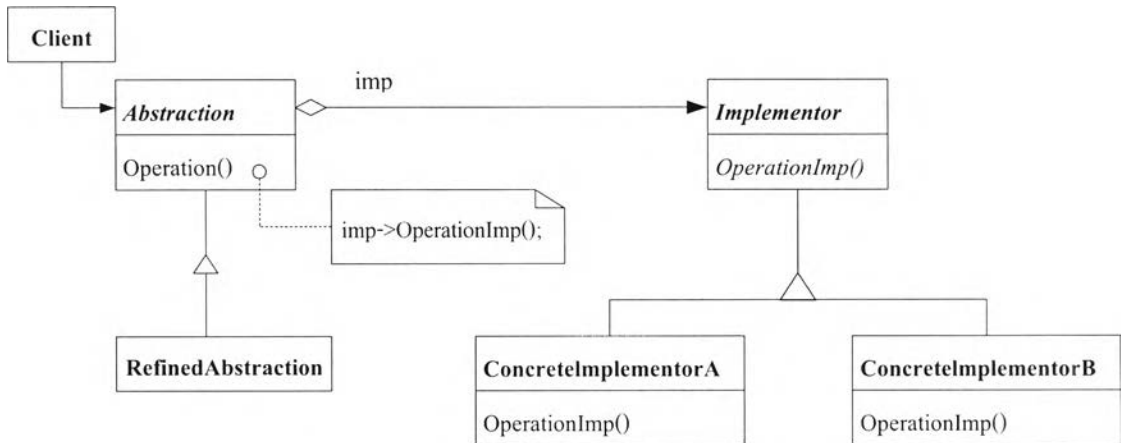 Client
imp
Abstraction
Implementor
Operation()
OperationImp()
imp->OperationImp();
RefinedAbstraction
ConcreteImplementorA
ConcreteImplementorB
OperationImp()
OperationImp()